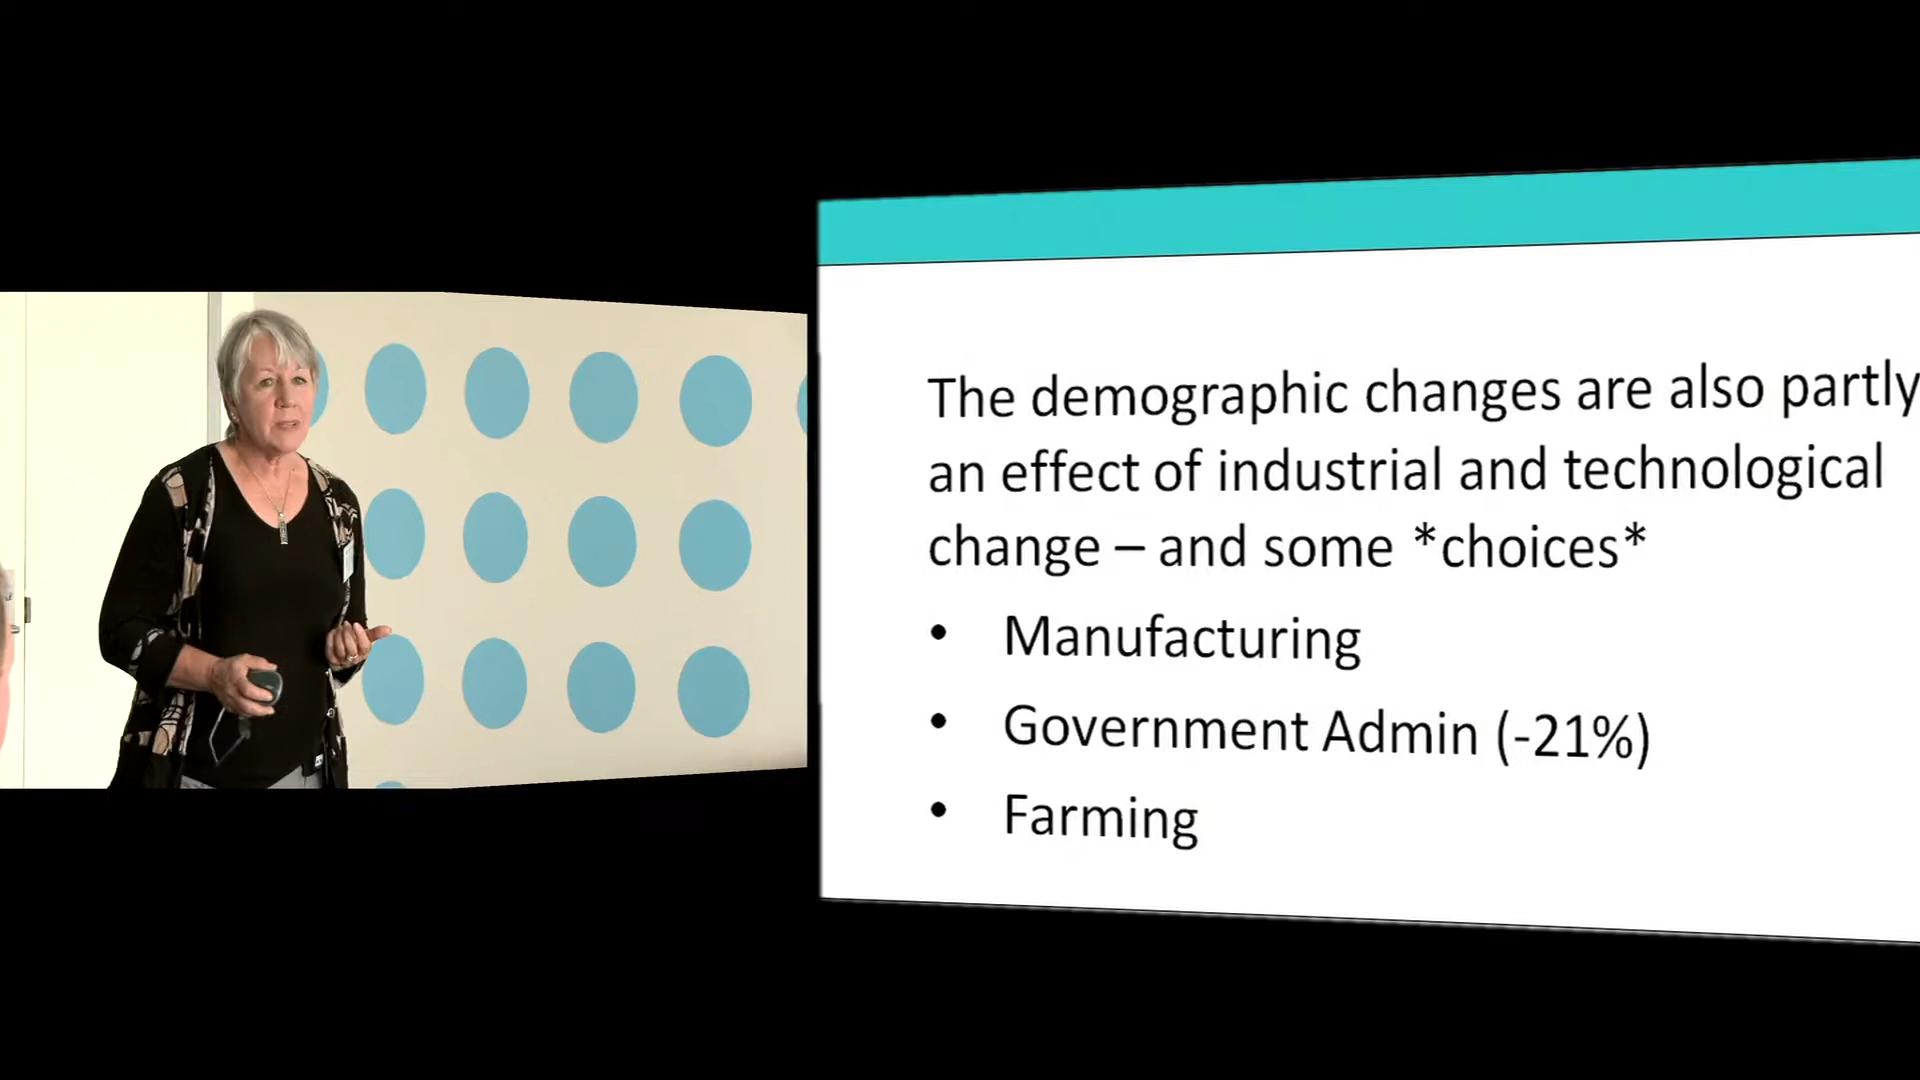 The demographic changes are also partly
an effect of industrial and technological
change – and some *choices*
• Manufacturing
• Government Admin (-21%)
• Farming